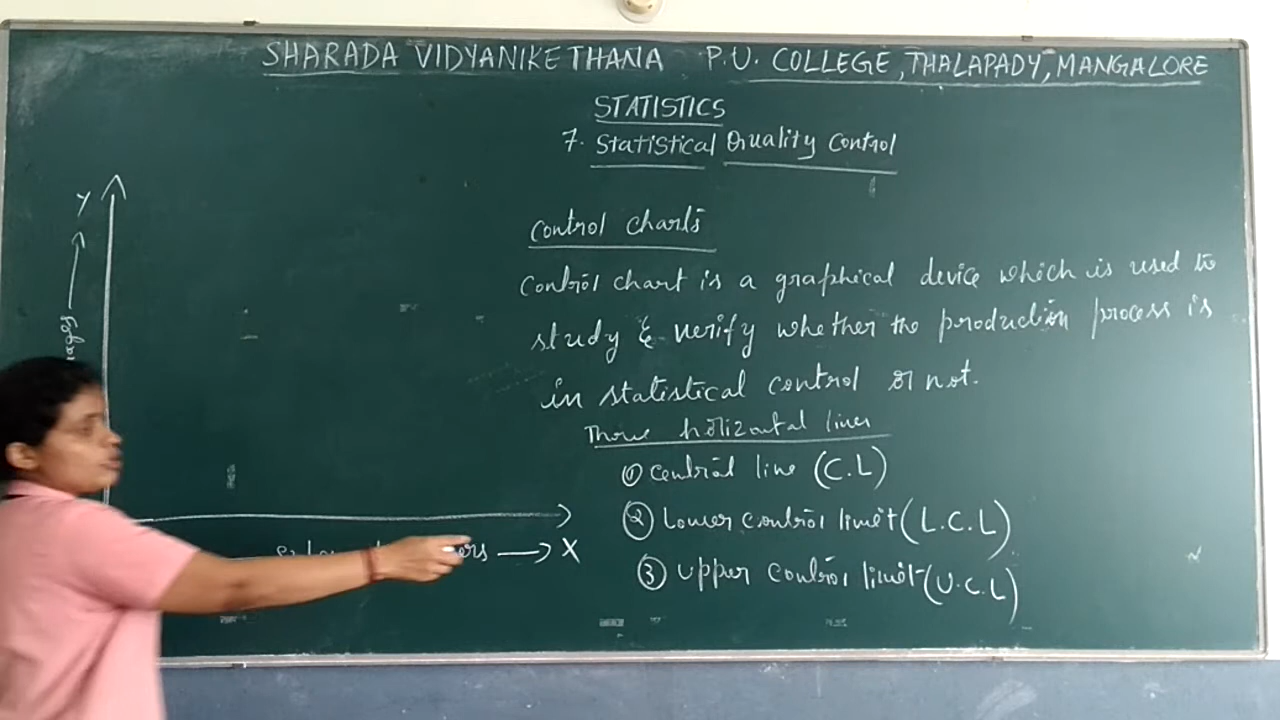 SHARADA VIDYANIKETHANA P.U. COLLEGE, THALAPADY, MANGALORE
STATISTICS
7. Statistical Quality Control
Control charts
Control chart is a graphical device which is used to
study & verify whether the production process is
in statistical control or not.
Three horizontal lines
① central line (C.L)
② Lower control limit (L.C.L)
③ Upper control limit (U.C.L)
Y
X